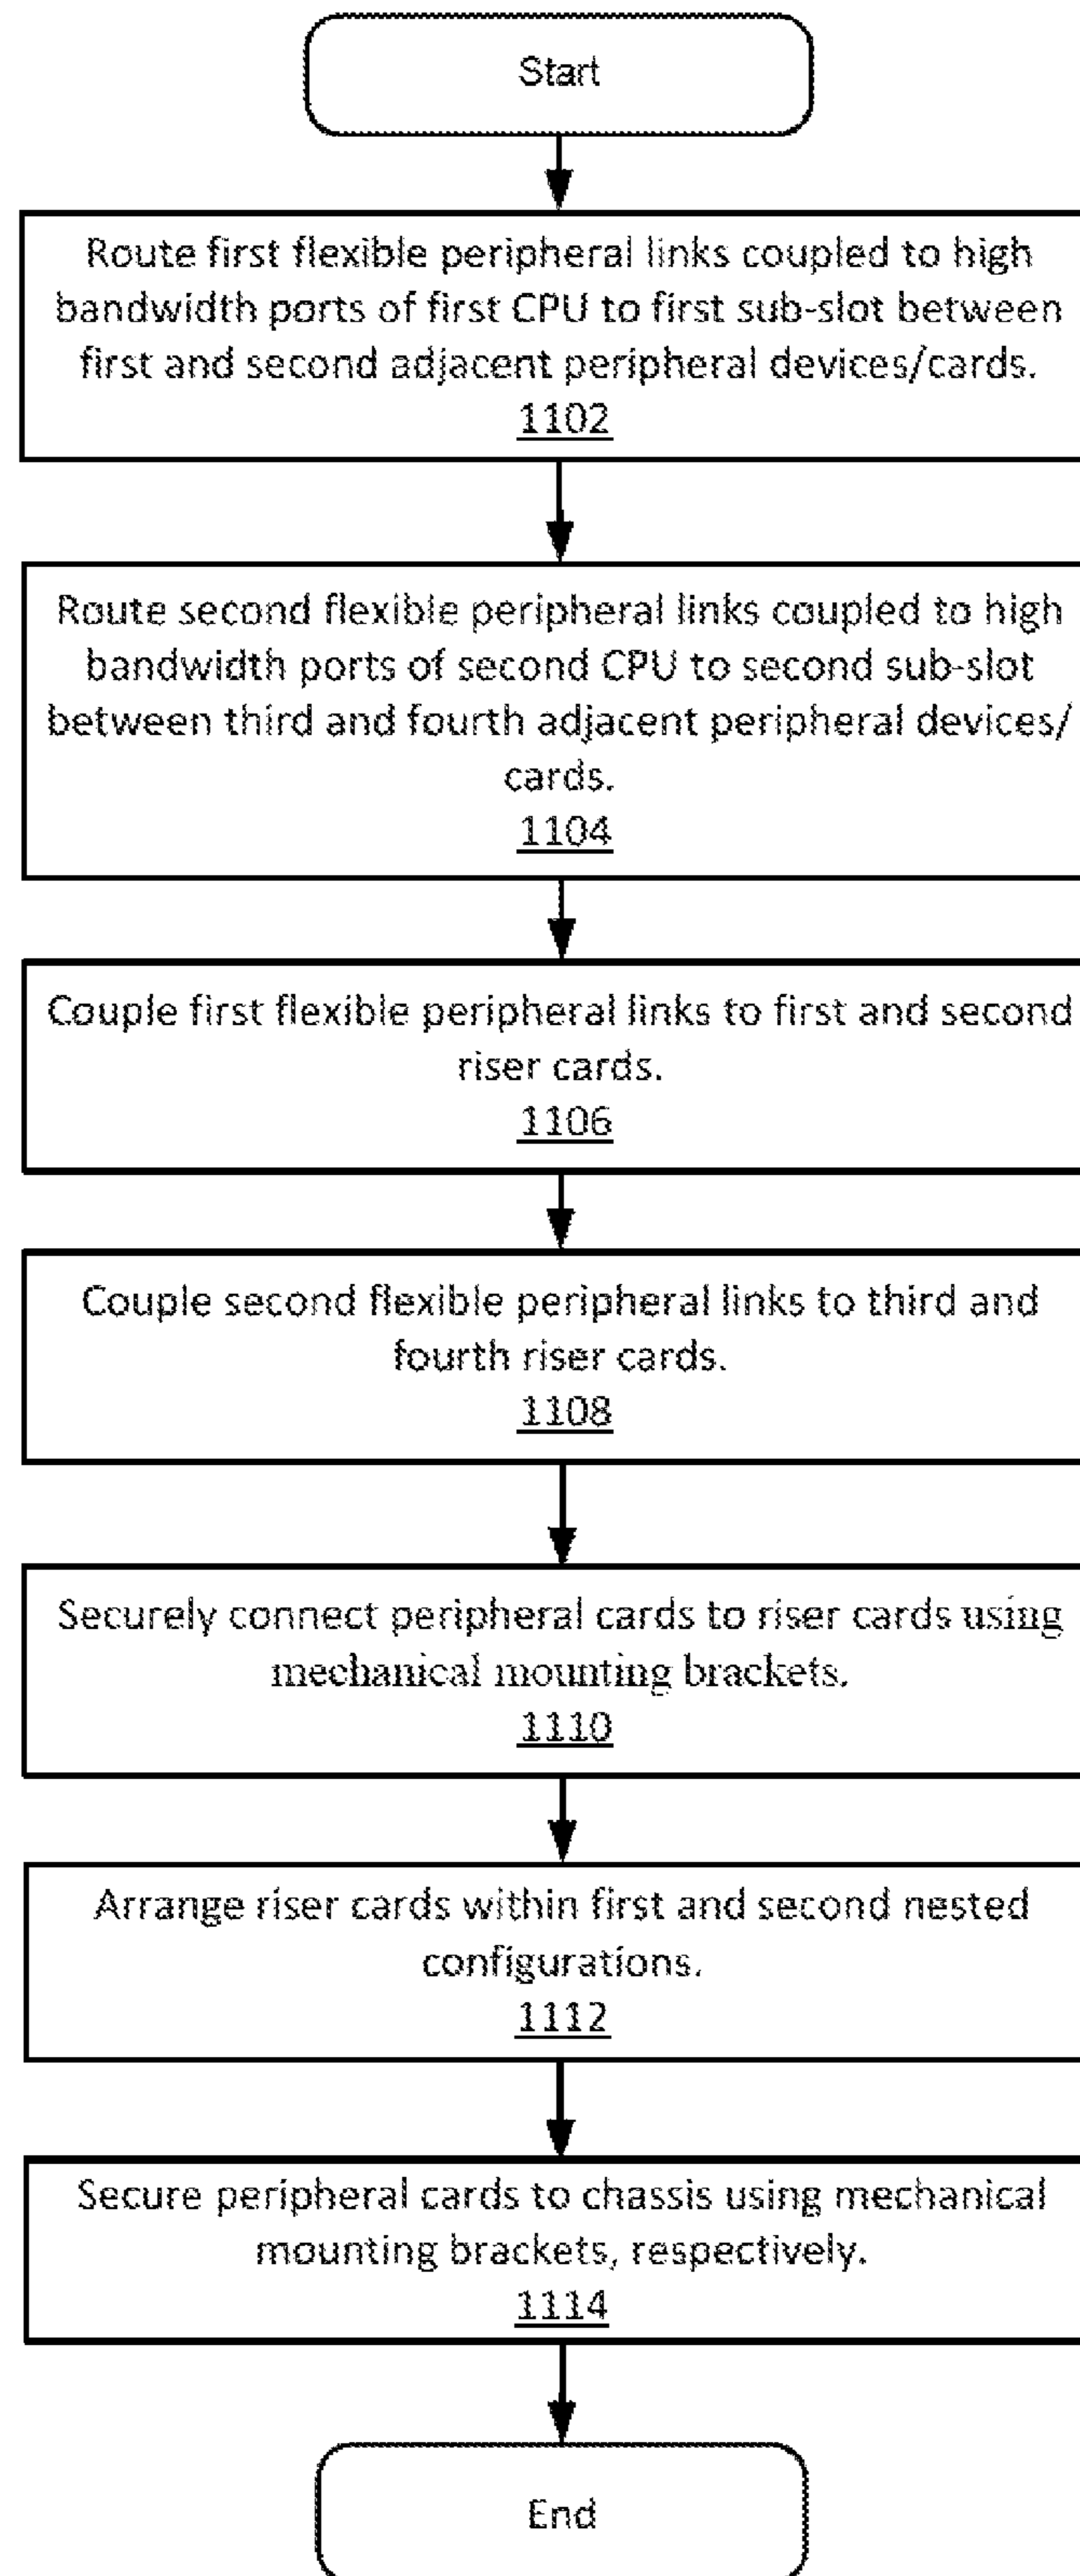 Start
Route first flexible peripheral links coupled to high
bandwidth ports of first CPU to first sub-slot between
first and second adjacent peripheral devices/cards.
1102
Route second flexible peripheral links coupled to high
bandwidth ports of second CPU to second sub-slot
between third and fourth adjacent peripheral devices/
cards.
1104
Couple first flexible peripheral links to first and second
riser cards.
1106
Couple second flexible peripheral links to third and
fourth riser cards.
1108
Securely connect peripheral cards to riser cards using
mechanical mounting brackets.
1110
Arrange riser cards within first and second nested
configurations.
1112
Secure peripheral cards to chassis using mechanical
mounting brackets, respectively.
1114
End